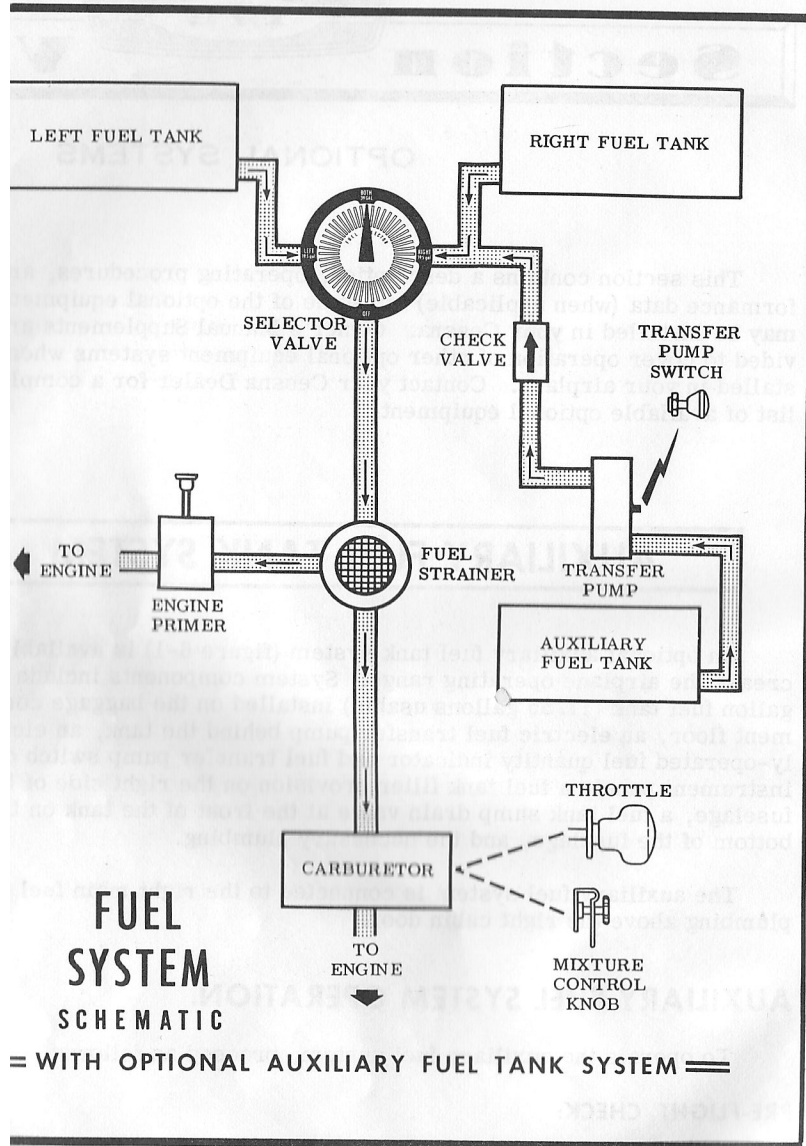 LEFT FUEL TANK
RIGHT FUEL TANK
BOTH
OFF
SELECTOR
VALVE
CHECK
VALVE
TRANSFER
PUMP
SWITCH
TO
ENGINE
ENGINE
PRIMER
FUEL
STRAINER
TRANSFER
PUMP
AUXILIARY
FUEL TANK
THROTTLE
CARBURETOR
TO
ENGINE
MIXTURE
CONTROL
KNOB
FUEL
SYSTEM
SCHEMATIC
WITH OPTIONAL AUXILIARY FUEL TANK SYSTEM